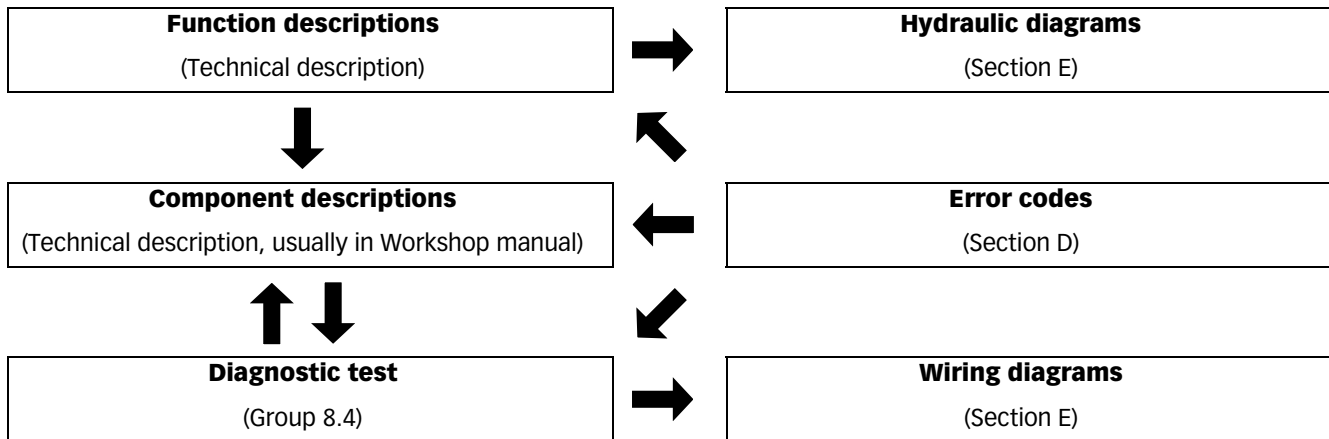 Function descriptions
(Technical description)
Hydraulic diagrams
(Section E)
Component descriptions
(Technical description, usually in Workshop manual)
Error codes
(Section D)
Diagnostic test
(Group 8.4)
Wiring diagrams
(Section E)